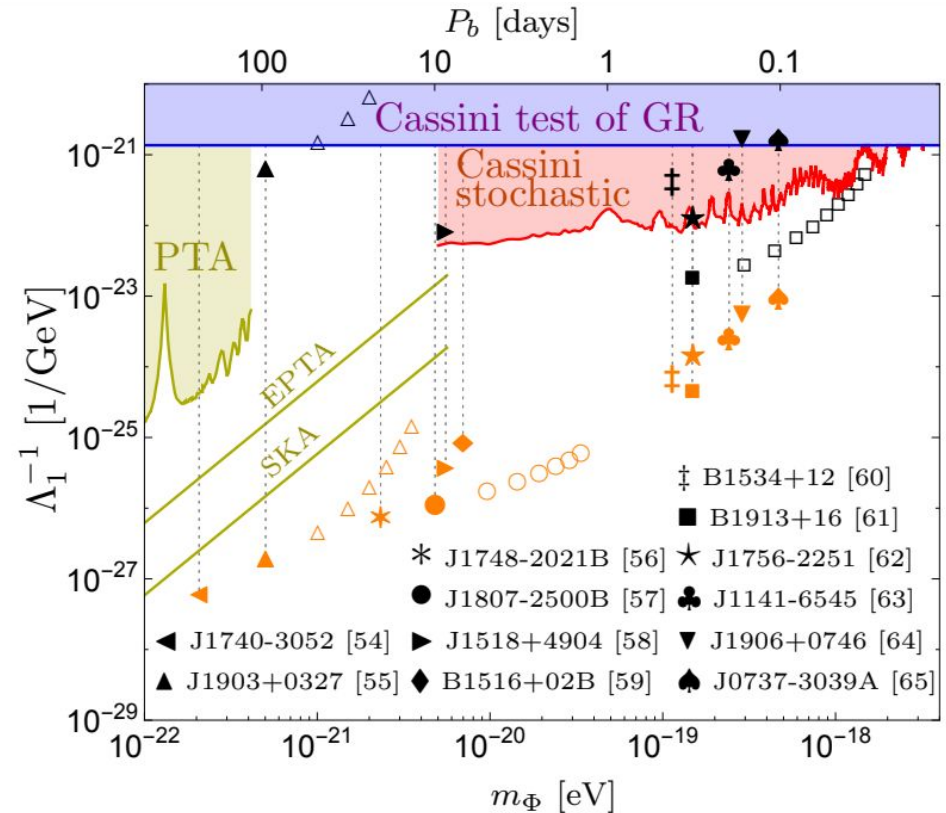 P_b [days]
100 10 1 0.1
Cassini test of GR
Cassini
stochastic
PTA
EPTA
SKA
10^{-21}
10^{-23}
10^{-25}
10^{-27}
10^{-29}
Λ_1^{-1} [1/GeV]
‡ B1534+12 [60]
■ B1913+16 [61]
* J1748-2021B [56] ★ J1756-2251 [62]
● J1807-2500B [57] ♣ J1141-6545 [63]
◀ J1740-3052 [54] ▶ J1518+4904 [58] ▼ J1906+0746 [64]
▲ J1903+0327 [55] ◆ B1516+02B [59] ♠ J0737-3039A [65]
10^{-22} 10^{-21} 10^{-20} 10^{-19} 10^{-18}
m_Φ [eV]